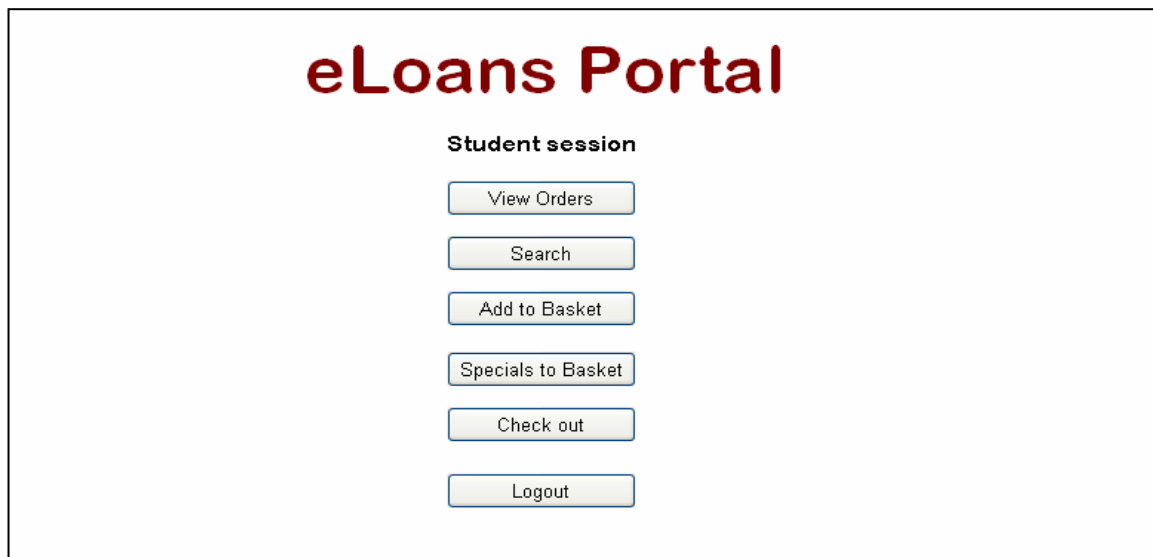 eLoans Portal
Student session
View Orders
Search
Add to Basket
Specials to Basket
Check out
Logout